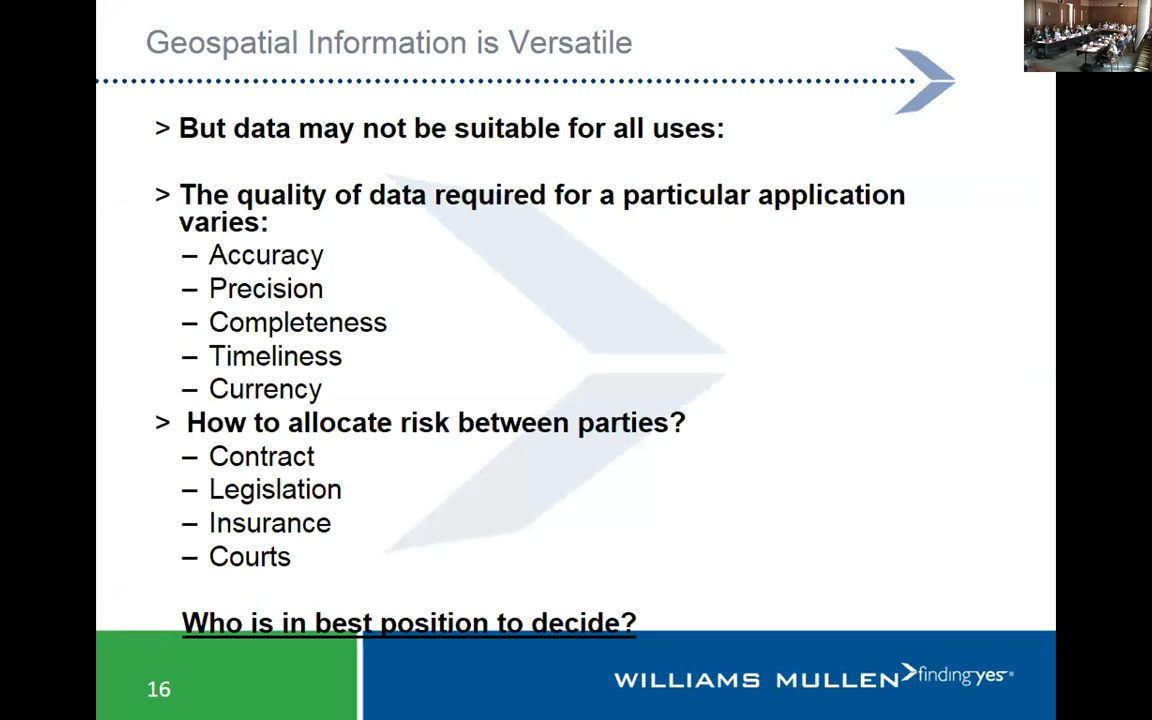 Geospatial Information is Versatile
> But data may not be suitable for all uses:
> The quality of data required for a particular application
varies:
– Accuracy
– Precision
– Completeness
– Timeliness
– Currency
> How to allocate risk between parties?
– Contract
– Legislation
– Insurance
– Courts
Who is in best position to decide?
16
WILLIAMS MULLEN finding yes®